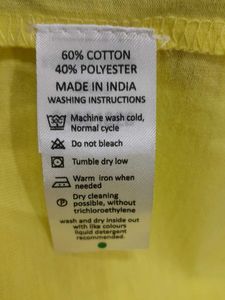 60% COTTON
40% POLYESTER
MADE IN INDIA
WASHING INSTRUCTIONS
Machine wash cold,
Normal cycle
Do not bleach
Tumble dry low
Warm iron when
needed
Dry cleaning
possible, without
trichloroethylene
wash and dry inside out
with like colours
liquid detergent
recommended.